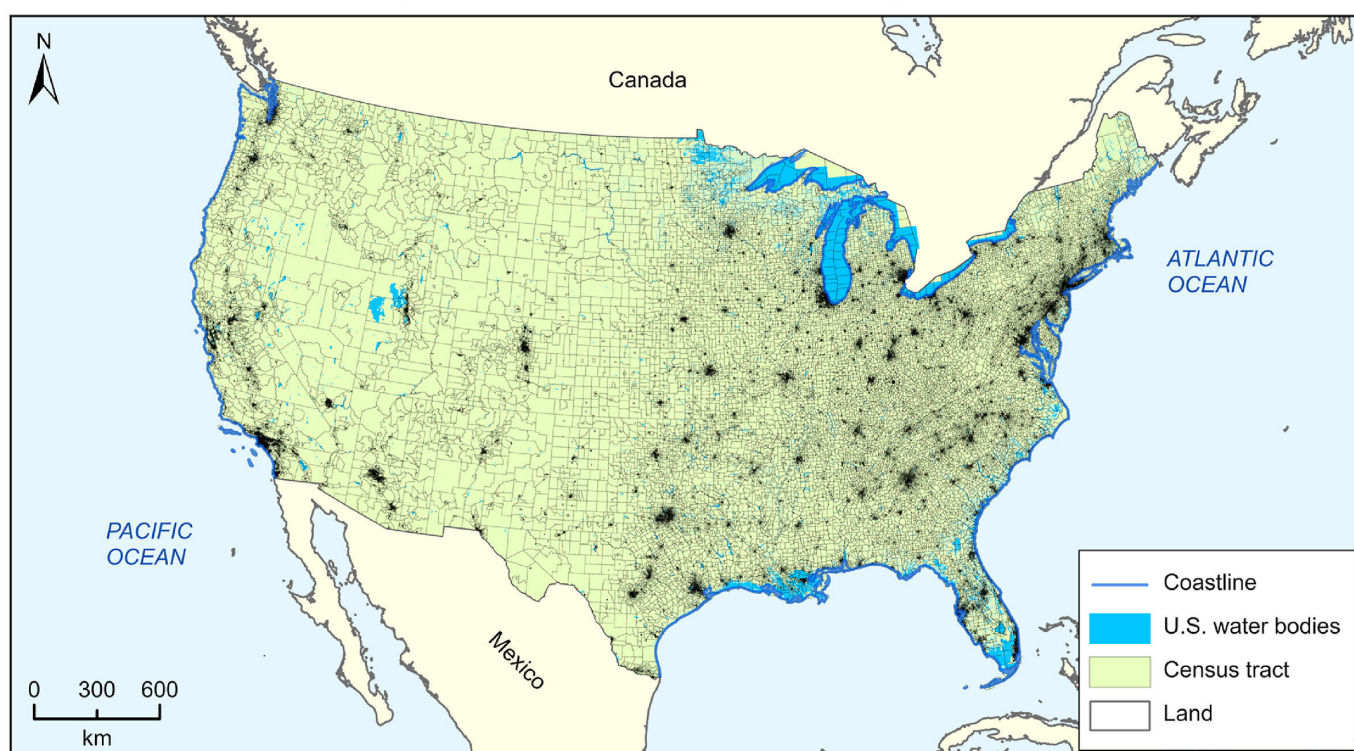 N
Canada
ATLANTIC
OCEAN
PACIFIC
OCEAN
Mexico
0 300 600
km
Coastline
U.S. water bodies
Census tract
Land